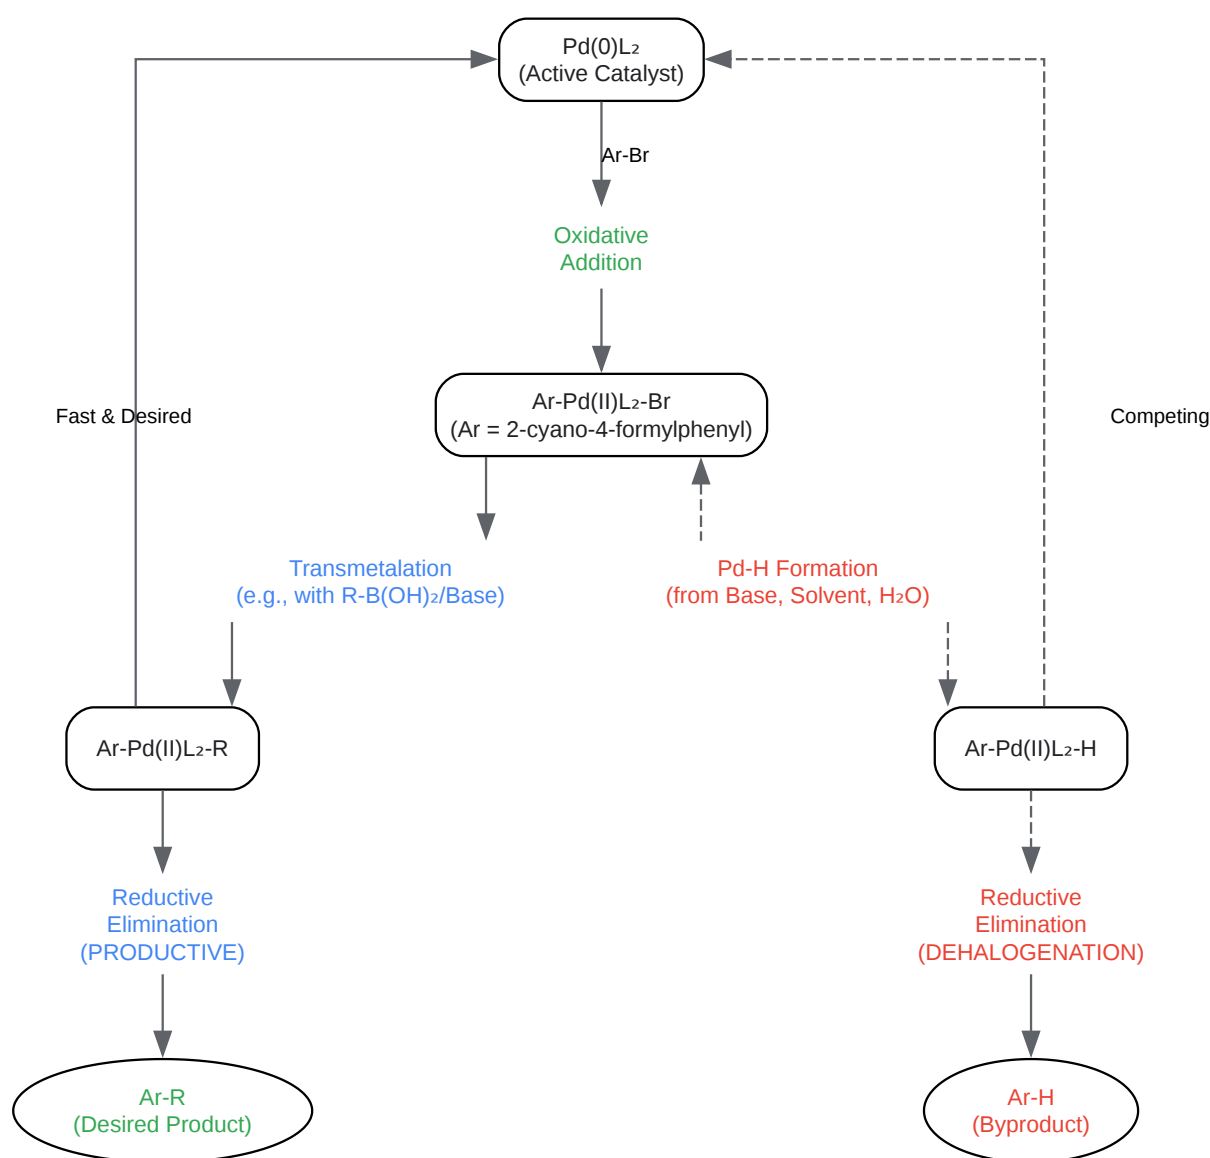 Pd(0)L₂
(Active Catalyst)
Ar-Br
Oxidative
Addition
Ar-Pd(II)L₂-Br
(Ar = 2-cyano-4-formylphenyl)
Fast & Desired
Competing
Transmetalation
(e.g., with R-B(OH)₂/Base)
Pd-H Formation
(from Base, Solvent, H₂O)
Ar-Pd(II)L₂-R
Ar-Pd(II)L₂-H
Reductive
Elimination
(PRODUCTIVE)
Reductive
Elimination
(DEHALOGENATION)
Ar-R
(Desired Product)
Ar-H
(Byproduct)